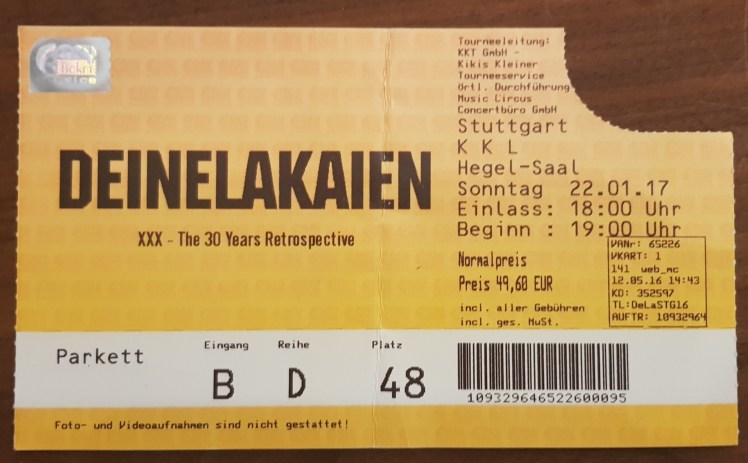 Tourneeleitung:
KKT GmbH -
Kikis Kleiner
Tourneeservice
Örtl. Durchführung
Music Circus
Concertbüro GmbH
Stuttgart
K K L
Hegel-Saal
Sonntag 22.01.17
Einlass: 18:00 Uhr
Beginn : 19:00 Uhr
DEINELAKAIEN
XXX - The 30 Years Retrospective
Normalpreis
Preis 49,60 EUR
incl. aller Gebühren
incl. ges. MwSt.
VANr: 65226
VKART: 1
141 web_mc
12.05.16 14:43
KD: 352597
TL:DeLaSTG16
AUFTR: 10932964
Parkett
Eingang Reihe Platz
B D 48
109329646522600095
Foto- und Videoaufnahmen sind nicht gestattet!